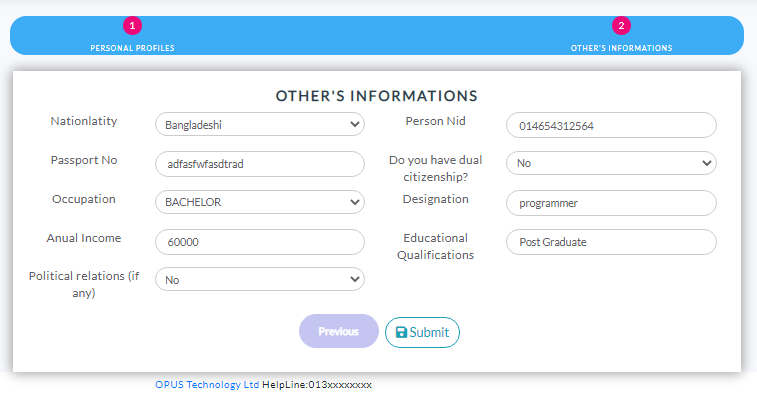 1
2
PERSONAL PROFILES
OTHER'S INFORMATIONS
OTHER'S INFORMATIONS
Nationlatity
Bangladeshi
Person Nid
014654312564
Passport No
adfasfwfasdtrad
Do you have dual
citizenship?
No
Occupation
BACHELOR
Designation
programmer
Anual Income
60000
Educational
Qualifications
Post Graduate
Political relations (if
any)
No
Previous
Submit
OPUS Technology Ltd HelpLine:013xxxxxxxx